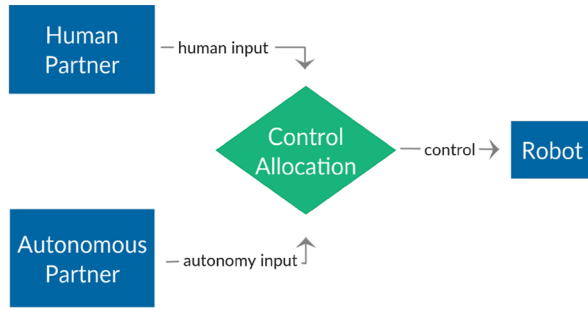 Human
Partner
human input
Control
Allocation
control
Robot
Autonomous
Partner
autonomy input